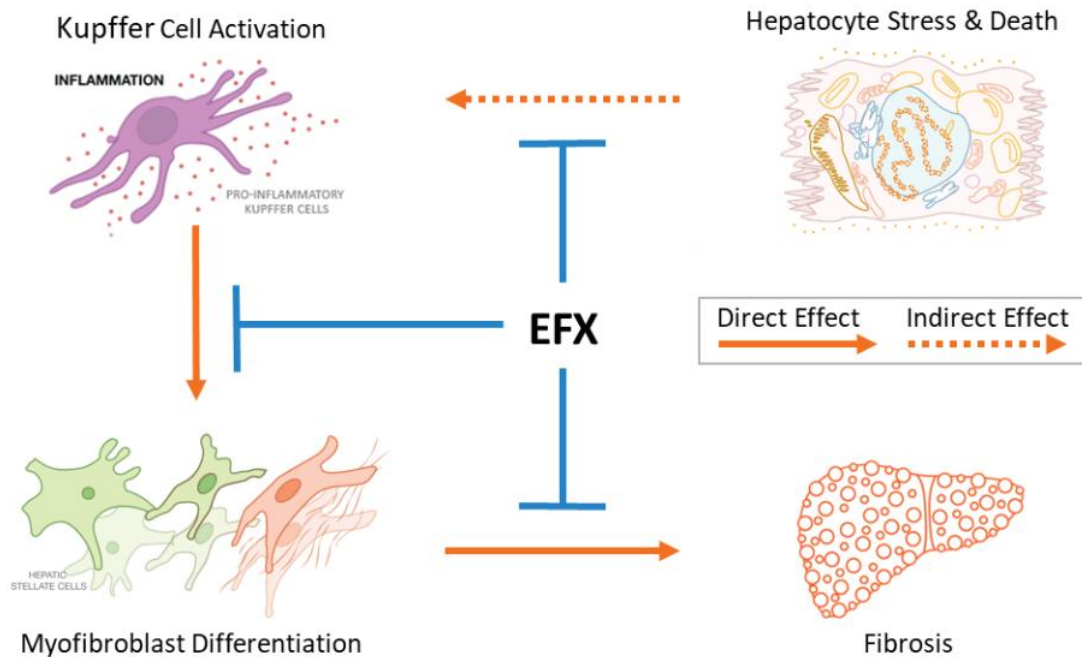 Kupffer Cell Activation
Hepatocyte Stress & Death
INFLAMMATION
PRO-INFLAMMATORY
KUPFFER CELLS
EFX
Direct Effect
Indirect Effect
HEPATIC
STELLATE CELLS
Myofibroblast Differentiation
Fibrosis